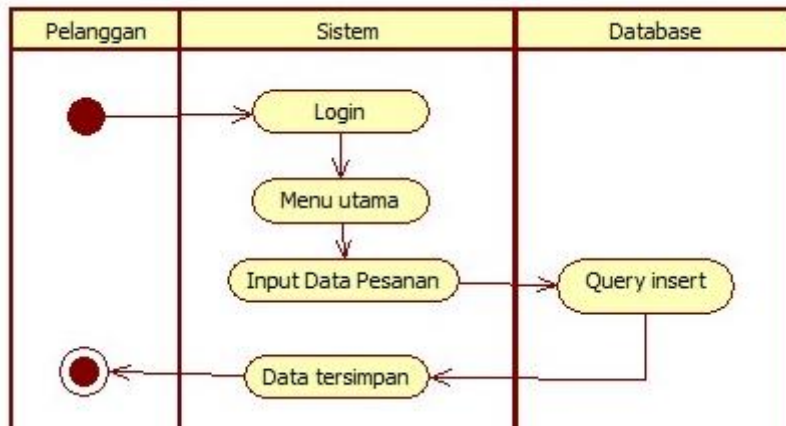 Pelanggan
Sistem
Database
Login
Menu utama
Input Data Pesanan
Query insert
Data tersimpan